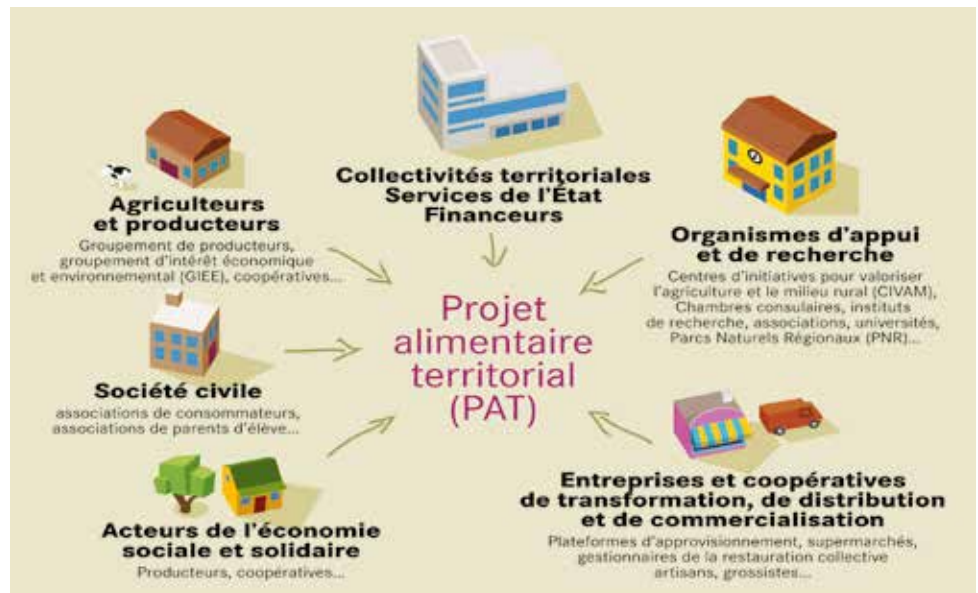 Collectivités territoriales
Services de l'État
Financeurs
Agriculteurs
et producteurs
Groupement de producteurs,
groupement d'intérêt économique
et environnemental (GIEE), coopératives...
Organismes d'appui
et de recherche
Centres d'initiatives pour valoriser
l'agriculture et le milieu rural (CIVAM),
Chambres consulaires, instituts
de recherche, associations, universités,
Parcs Naturels Régionaux (PNR)...
Projet
alimentaire
territorial
(PAT)
Société civile
associations de consommateurs,
associations de parents d'élève...
Acteurs de l'économie
sociale et solidaire
Producteurs, coopératives...
Entreprises et coopératives
de transformation, de distribution
et de commercialisation
Plateformes d'approvisionnement, supermarchés,
gestionnaires de la restauration collective
artisans, grossistes...